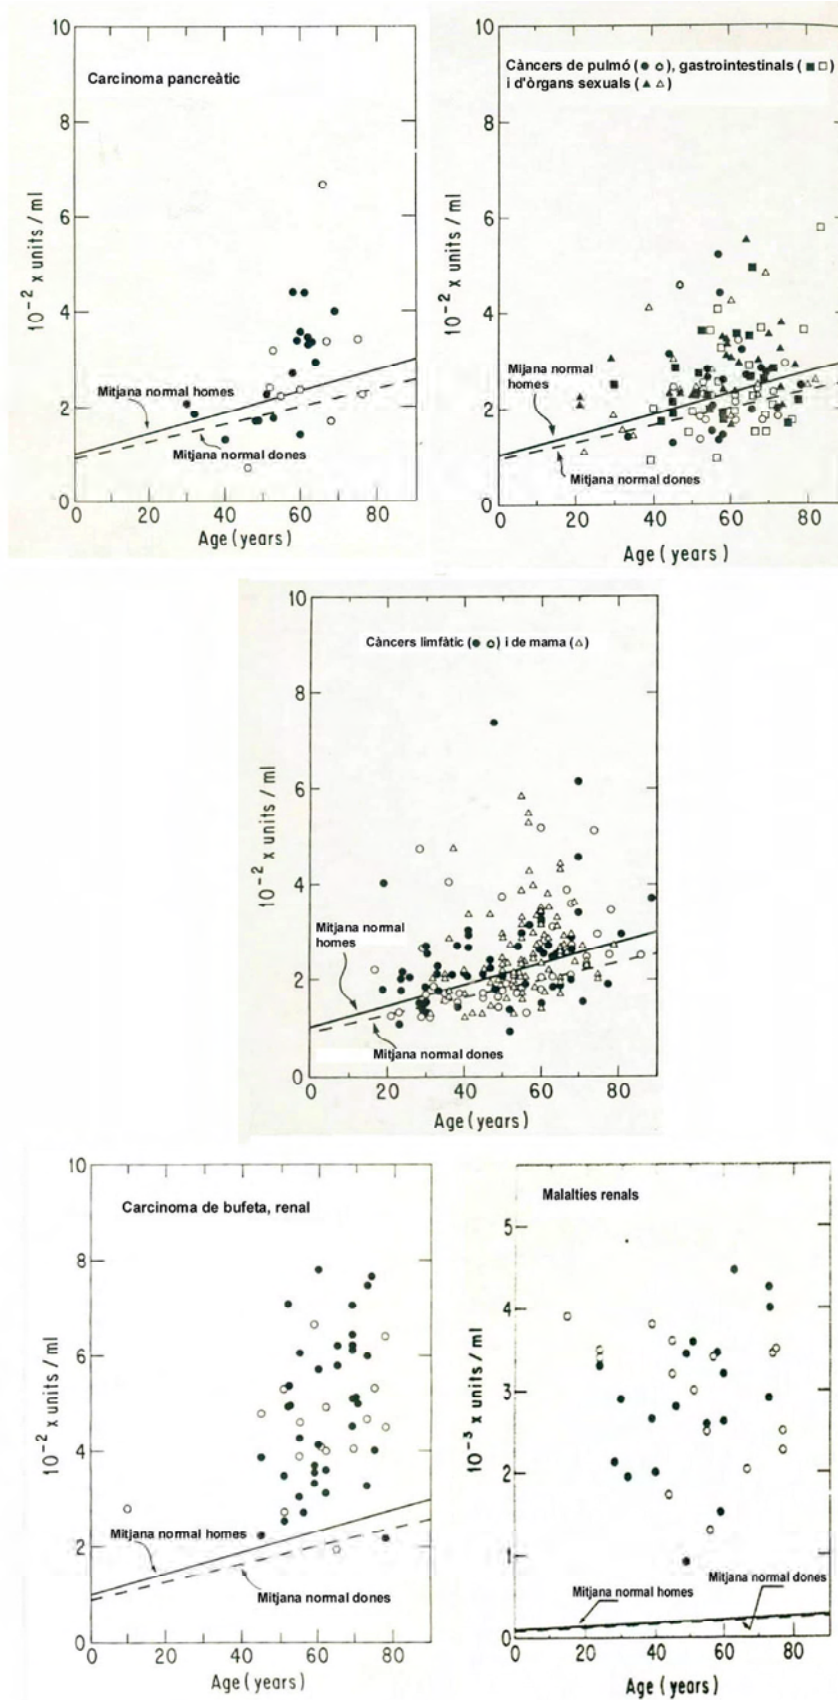 Carcinoma pancreàtic
10
8
6
4
2
0
10⁻² x units / ml
Mitjana normal homes
Mitjana normal dones
0 20 40 60 80
Age (years)
Càncers de pulmó (● ○), gastrointestinals (■ □)
i d'òrgans sexuals (▲ △)
10
8
6
4
2
0
10⁻² x units / ml
Mijana normal
homes
Mitjana normal dones
0 20 40 60 80
Age (years)
Càncers limfàtic (● ○) i de mama (△)
10
8
6
4
2
0
10⁻² x units / ml
Mitjana normal
homes
Mitjana normal dones
0 20 40 60 80
Age (years)
Carcinoma de bufeta, renal
10
8
6
4
2
0
10⁻² x units / ml
Mitjana normal homes
Mitjana normal dones
0 20 40 60 80
Age (years)
Malalties renals
5
4
3
2
1
0
10⁻³ x units / ml
Mitjana normal homes
Mitjana normal dones
0 20 40 60 80
Age (years)